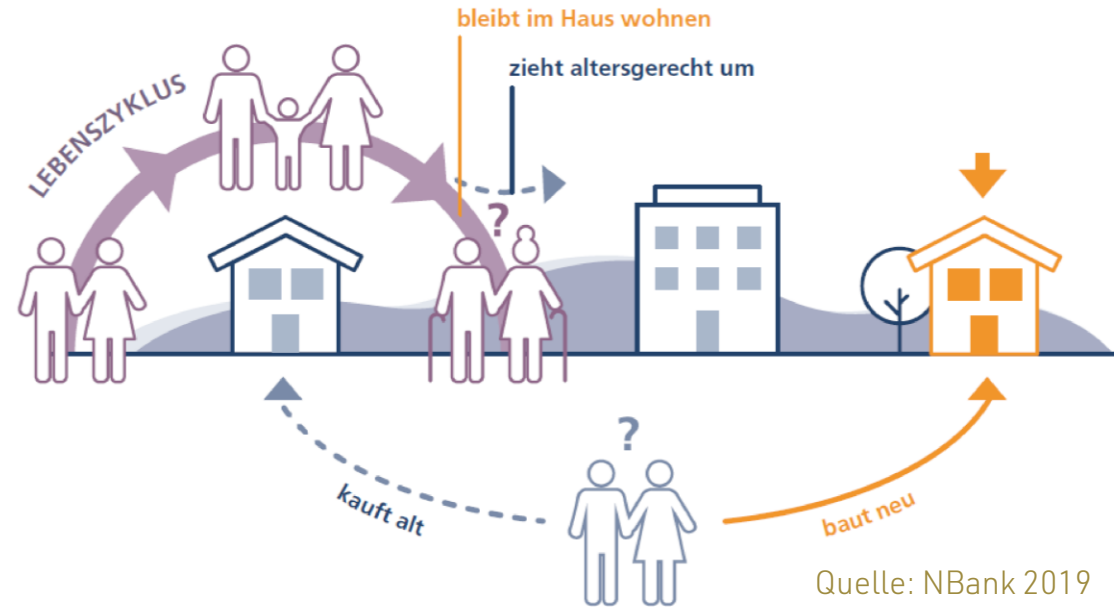 bleibt im Haus wohnen
zieht altersgerecht um
LEBENSZYKLUS
?
?
kauft alt
baut neu
Quelle: NBank 2019